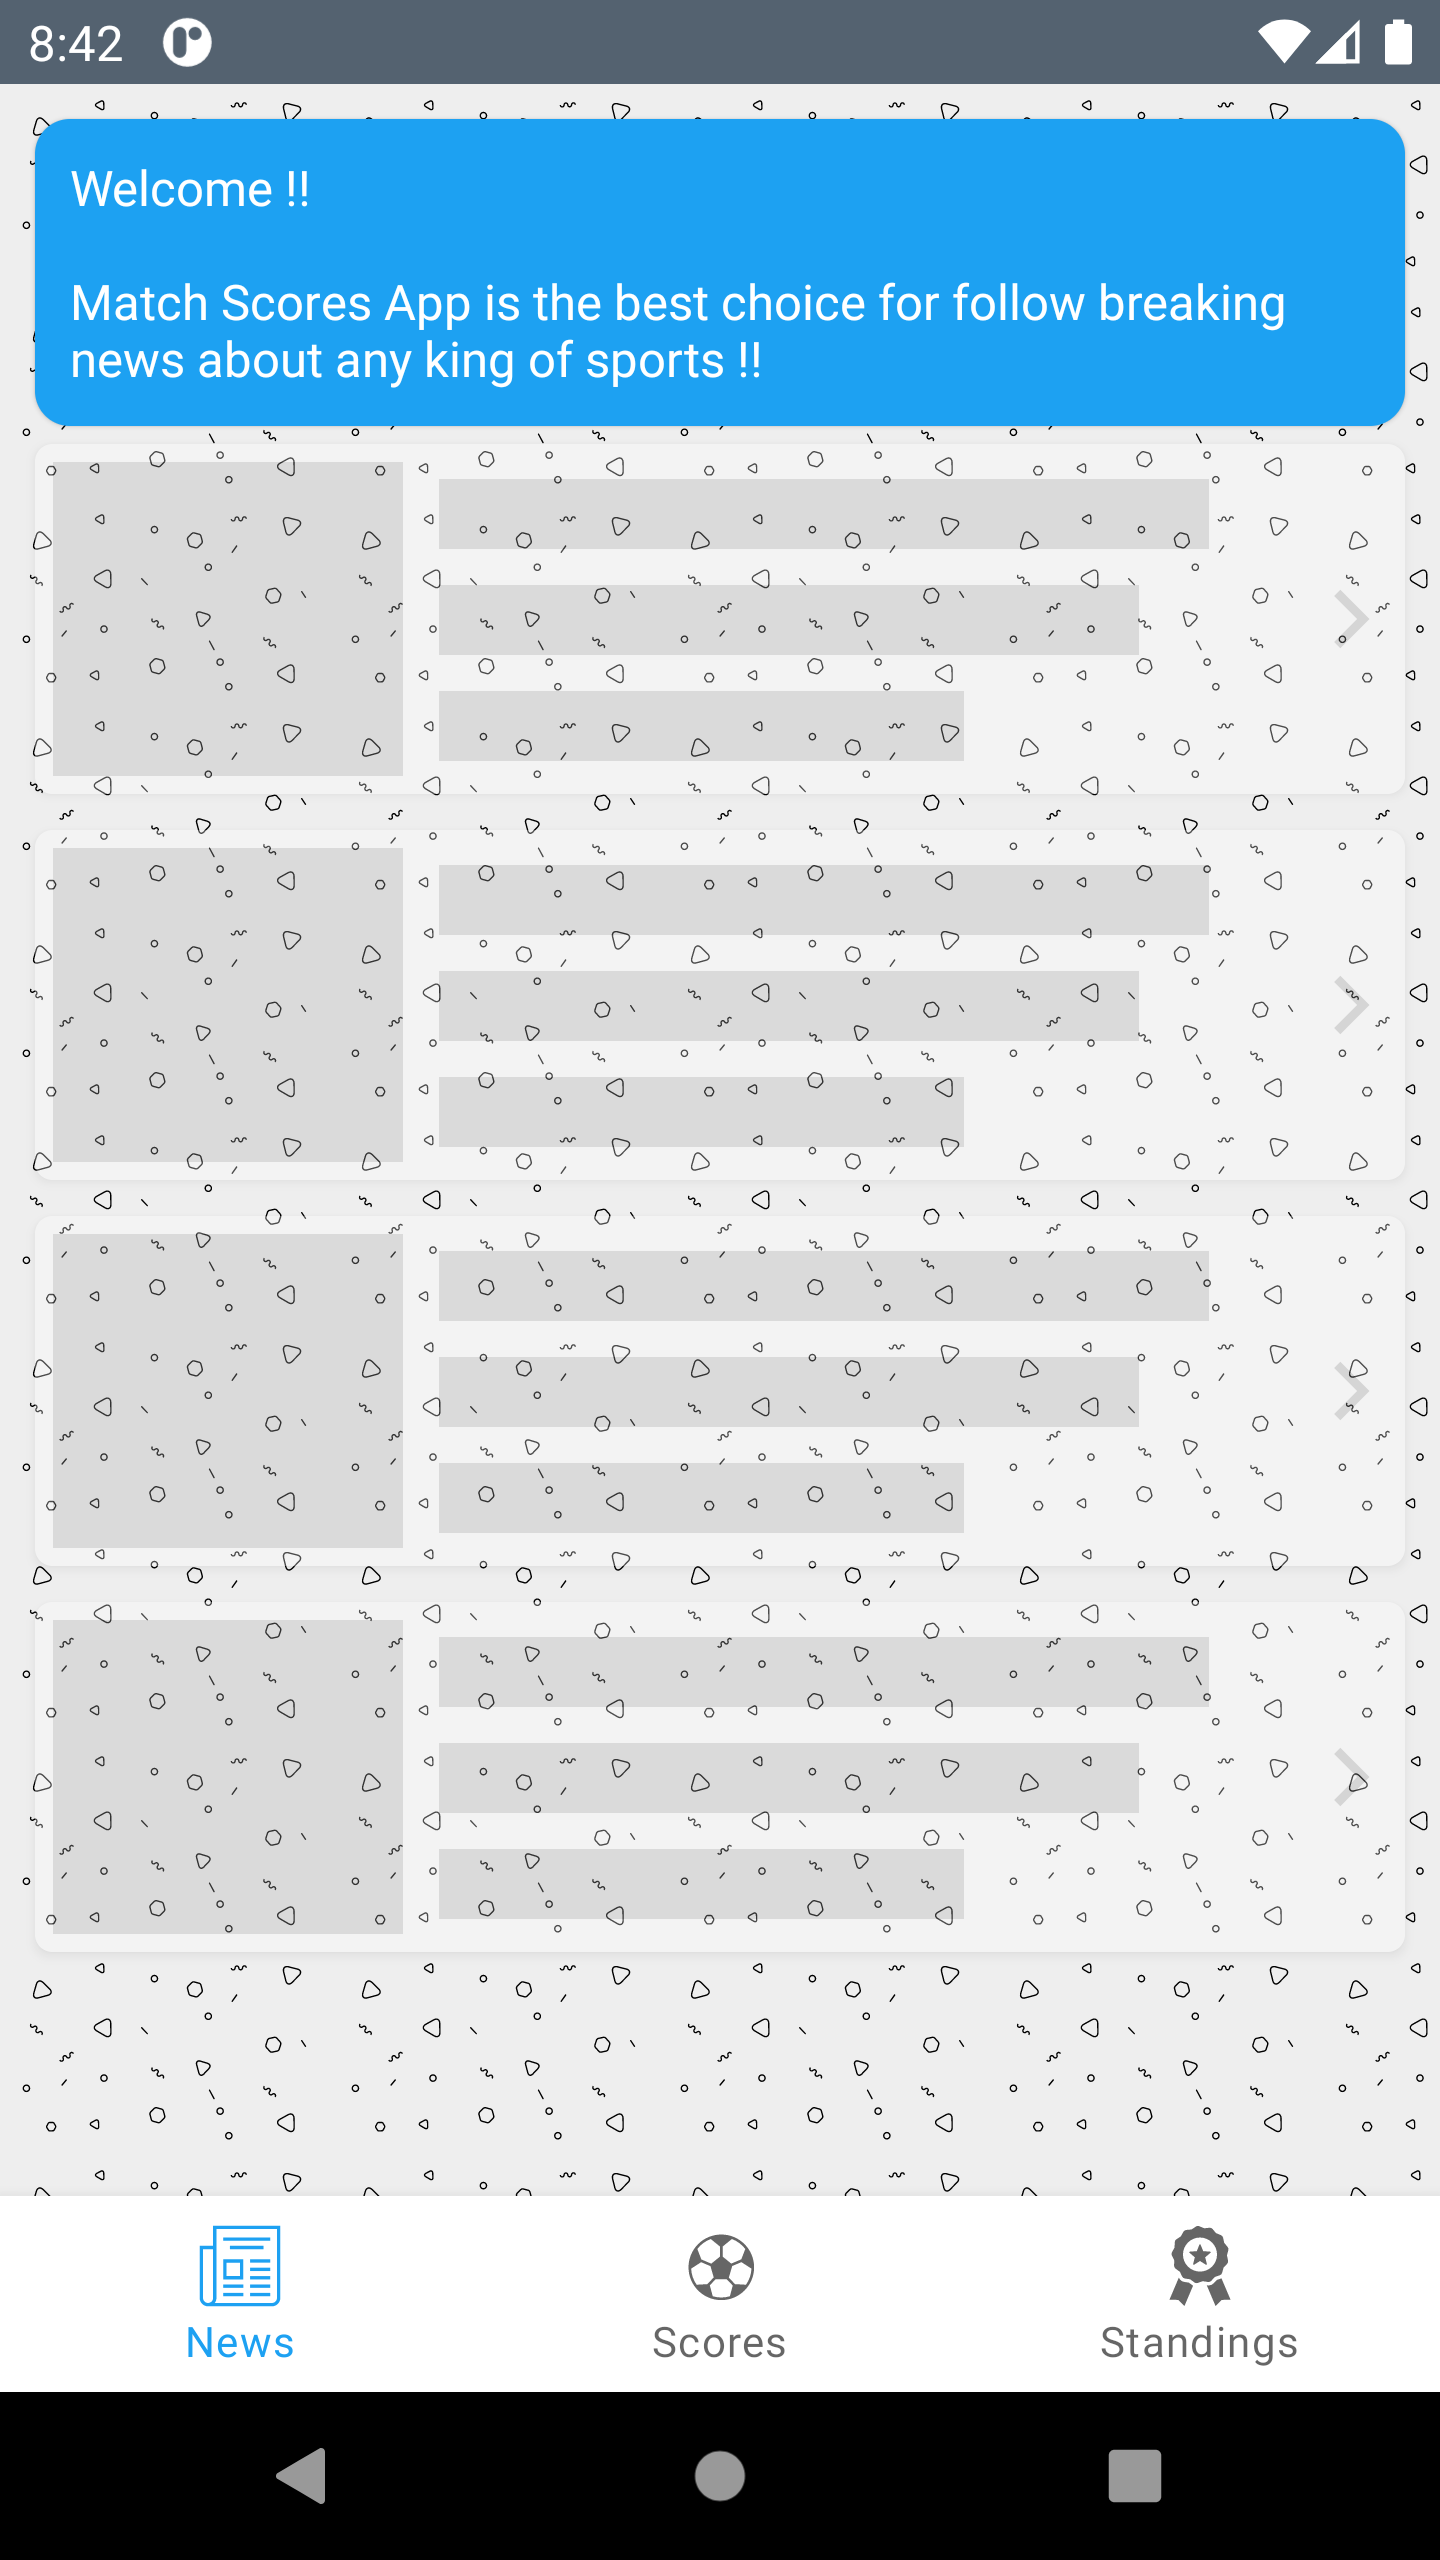 8:42
Welcome !!
Match Scores App is the best choice for follow breaking
news about any king of sports !!
News
Scores
Standings